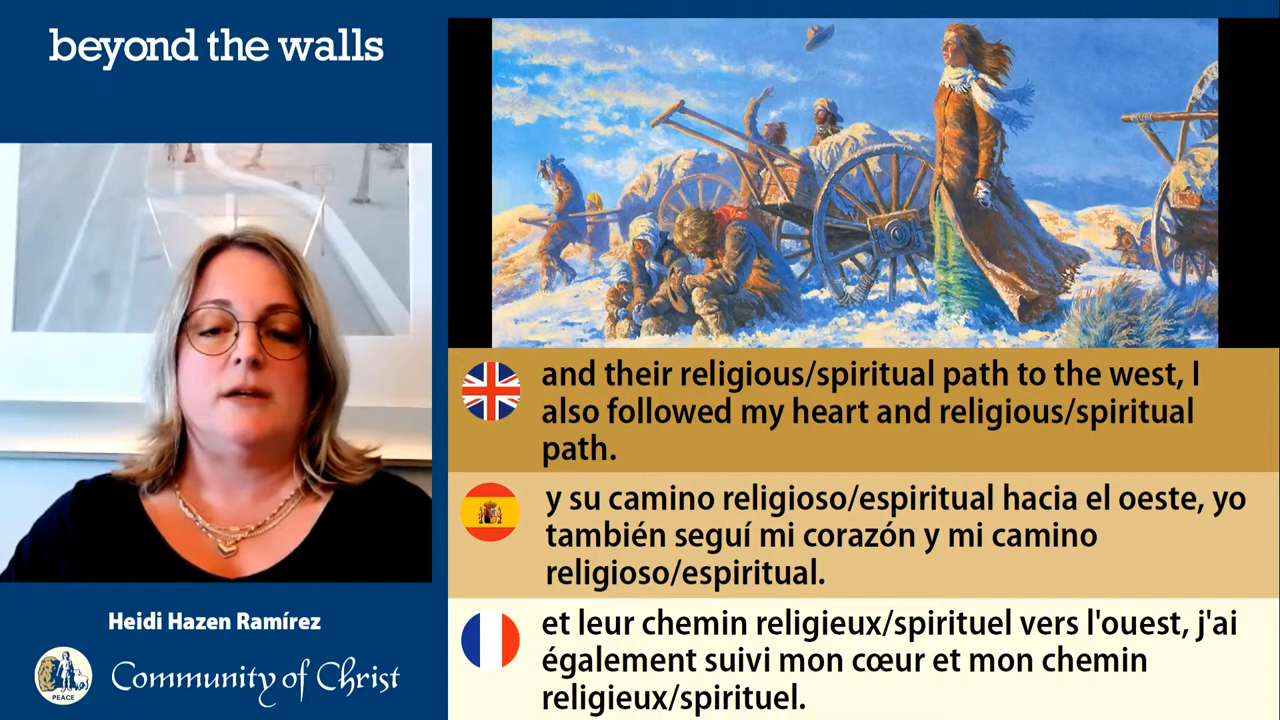 beyond the walls
and their religious/spiritual path to the west, I
also followed my heart and religious/spiritual
path.
y su camino religioso/espiritual hacia el oeste, yo
también seguí mi corazón y mi camino
religioso/espiritual.
et leur chemin religieux/spirituel vers l'ouest, j'ai
également suivi mon cœur et mon chemin
religieux/spirituel.
Heidi Hazen Ramírez
PEACE
Community of Christ